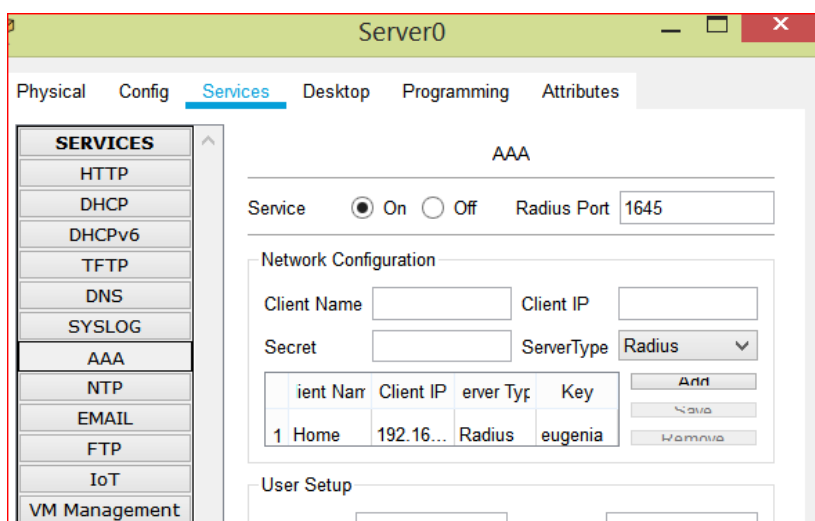 Server0
Physical Config Services Desktop Programming Attributes
SERVICES
HTTP
DHCP
DHCPv6
TFTP
DNS
SYSLOG
AAA
NTP
EMAIL
FTP
IoT
VM Management
AAA
Service On Off Radius Port 1645
Network Configuration
Client Name Client IP
Secret ServerType Radius
ient Nam Client IP erver Typ Key
1 Home 192.16... Radius eugenia
Add
Save
Remove
User Setup